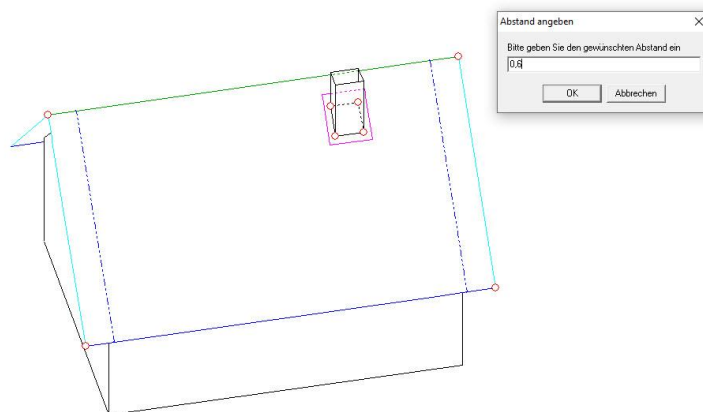 Abstand angeben
Bitte geben Sie den gewünschten Abstand ein
0,6
OK Abbrechen